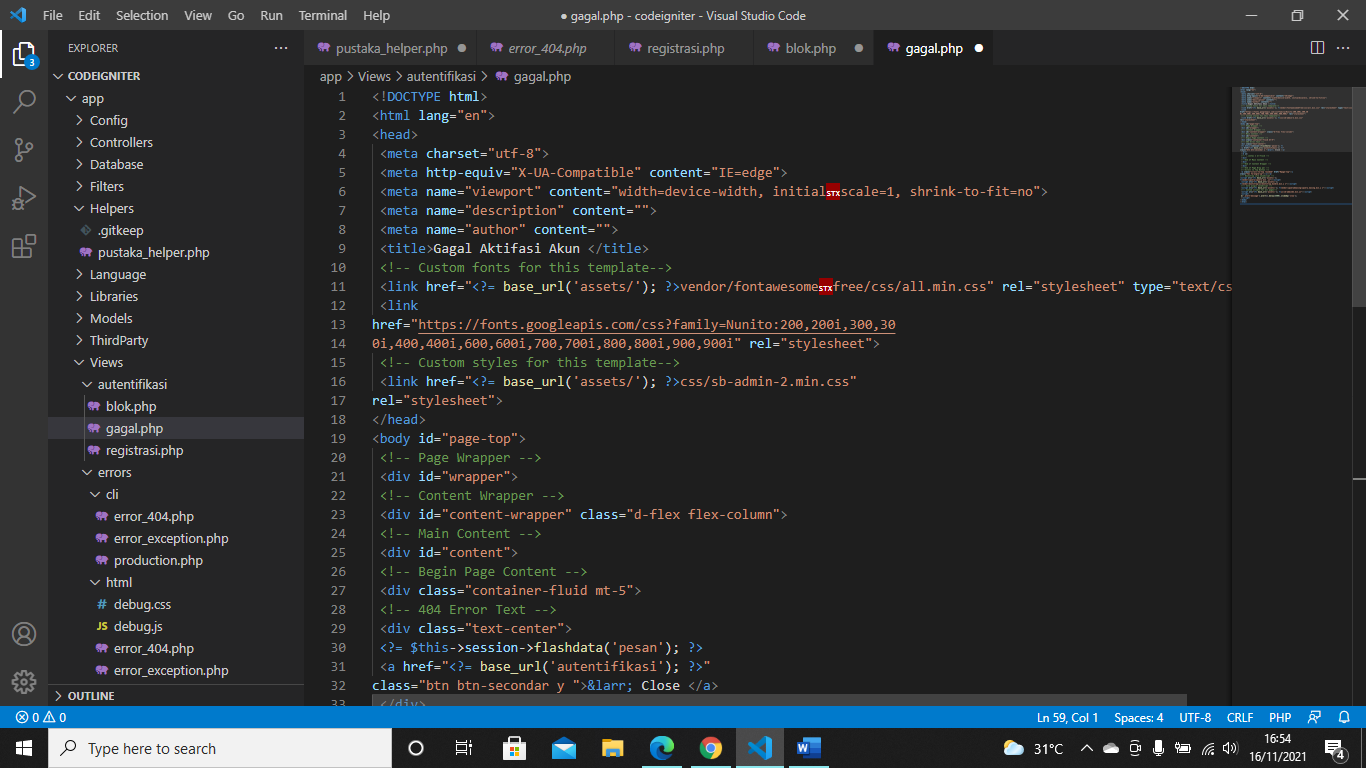 File Edit Selection View Go Run Terminal Help
● gagal.php - codeigniter - Visual Studio Code
EXPLORER
CODEIGNITER
app
Config
Controllers
Database
Filters
Helpers
.gitkeep
pustaka_helper.php
Language
Libraries
Models
ThirdParty
Views
autentifikasi
blok.php
gagal.php
registrasi.php
errors
cli
error_404.php
error_exception.php
production.php
html
debug.css
JS debug.js
error_404.php
error_exception.php
OUTLINE
3
pustaka_helper.php error_404.php registrasi.php blok.php gagal.php
app > Views > autentifikasi > gagal.php
1 <!DOCTYPE html>
2 <html lang="en">
3 <head>
4 <meta charset="utf-8">
5 <meta http-equiv="X-UA-Compatible" content="IE=edge">
6 <meta name="viewport" content="width=device-width, initialSTXscale=1, shrink-to-fit=no">
7 <meta name="description" content="">
8 <meta name="author" content="">
9 <title>Gagal Aktifasi Akun </title>
10 <!-- Custom fonts for this template-->
11 <link href="<?= base_url('assets/'); ?>vendor/fontawesomeSTXfree/css/all.min.css" rel="stylesheet" type="text/cs
12 <link
13 href="https://fonts.googleapis.com/css?family=Nunito:200,200i,300,30
14 0i,400,400i,600,600i,700,700i,800,800i,900,900i" rel="stylesheet">
15 <!-- Custom styles for this template-->
16 <link href="<?= base_url('assets/'); ?>css/sb-admin-2.min.css"
17 rel="stylesheet">
18 </head>
19 <body id="page-top">
20 <!-- Page Wrapper -->
21 <div id="wrapper">
22 <!-- Content Wrapper -->
23 <div id="content-wrapper" class="d-flex flex-column">
24 <!-- Main Content -->
25 <div id="content">
26 <!-- Begin Page Content -->
27 <div class="container-fluid mt-5">
28 <!-- 404 Error Text -->
29 <div class="text-center">
30 <?= $this->session->flashdata('pesan'); ?>
31 <a href="<?= base_url('autentifikasi'); ?>"
32 class="btn btn-secondar y ">&larr; Close </a>
33 </div>
0 0 Ln 59, Col 1 Spaces: 4 UTF-8 CRLF PHP
Type here to search
31°C
16:54
16/11/2021
4